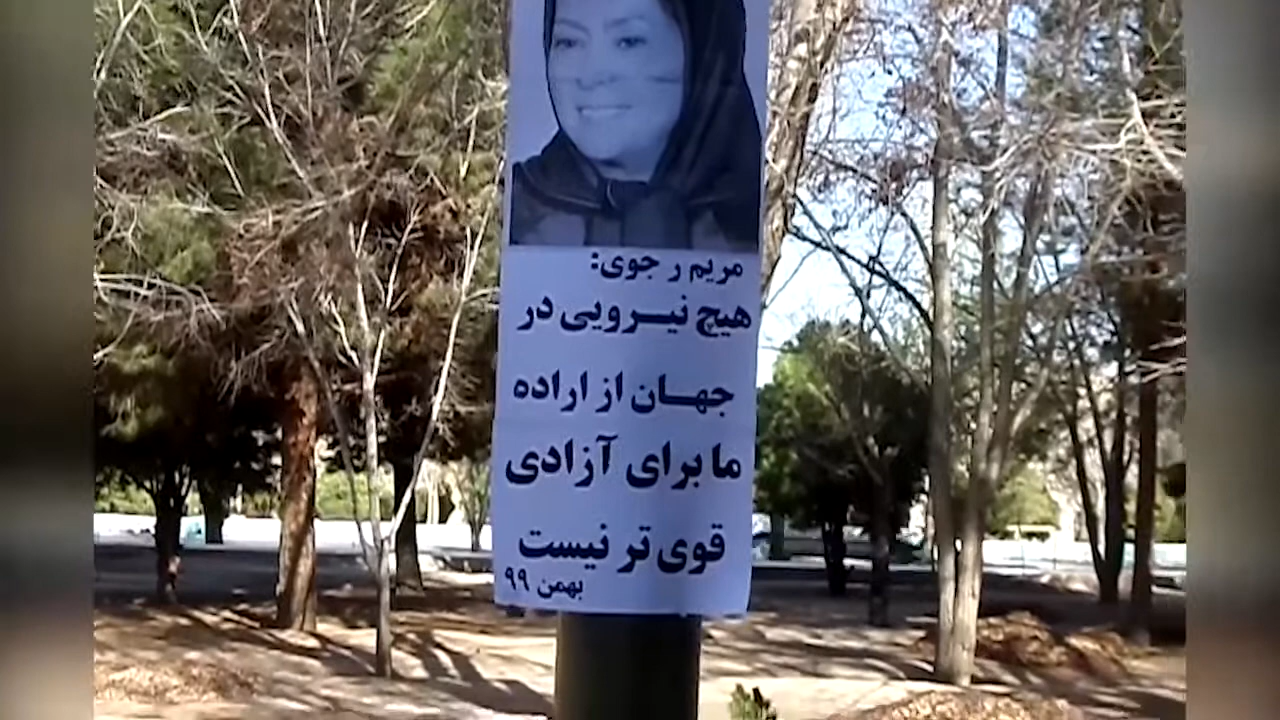 مریم رجوی:
هیچ نیرویی در
جهان از اراده
ما برای آزادی
قوی تر نیست
بهمن ۹۹